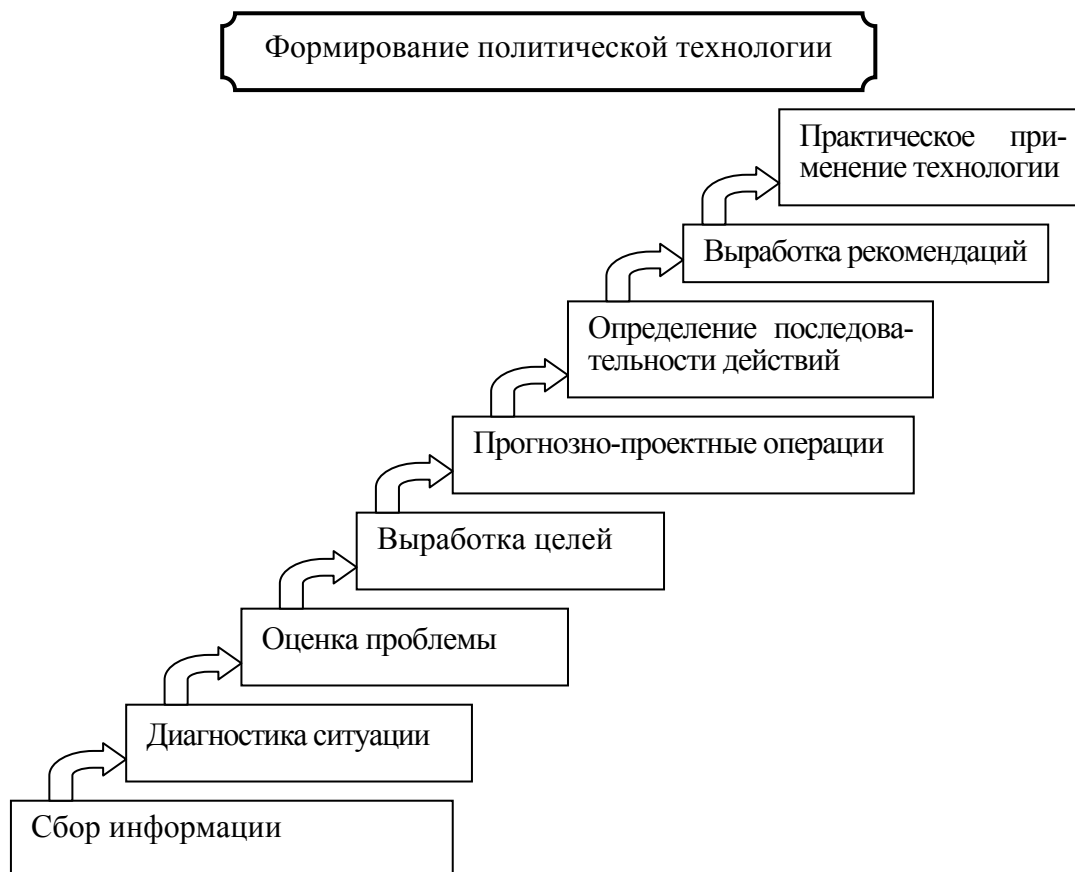 Формирование политической технологии
Практическое при-
менение технологии
Выработка рекомендаций
Определение последова-
тельности действий
Прогнозно-проектные операции
Выработка целей
Оценка проблемы
Диагностика ситуации
Сбор информации